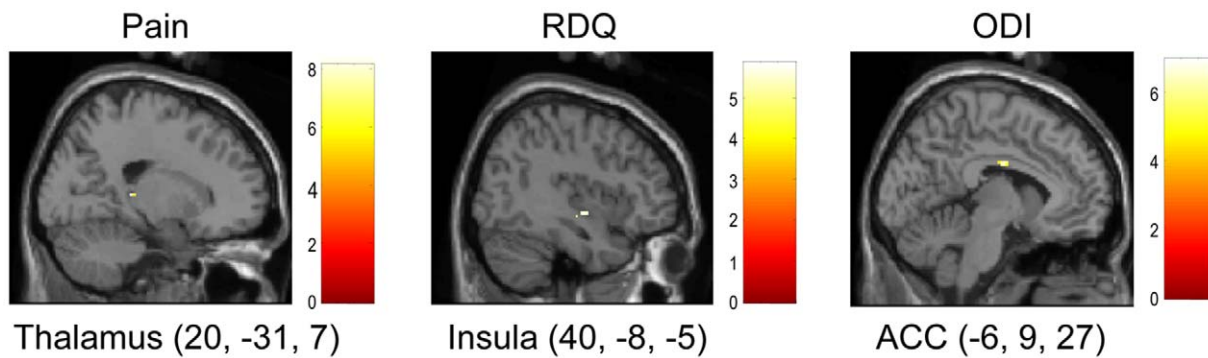 Pain
8
6
4
2
0
Thalamus (20, -31, 7)
RDQ
5
4
3
2
1
0
Insula (40, -8, -5)
ODI
6
4
2
0
ACC (-6, 9, 27)